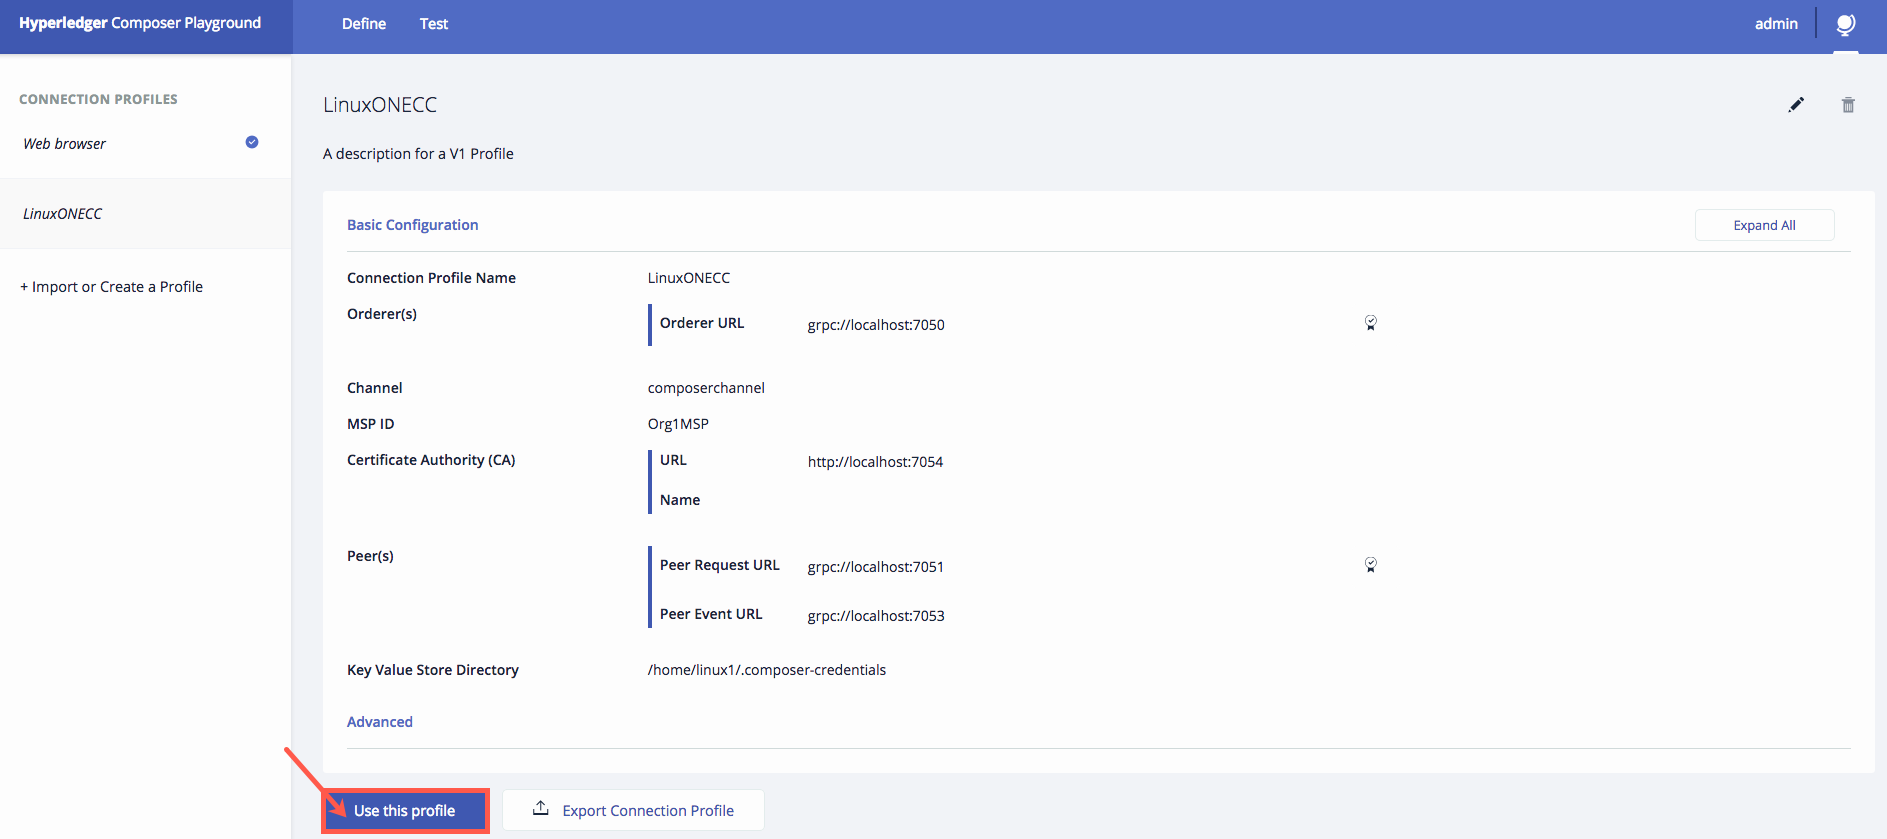 Hyperledger Composer Playground
Define
Test
admin
CONNECTION PROFILES
Web browser
LinuxONECC
+ Import or Create a Profile
LinuxONECC
A description for a V1 Profile
Basic Configuration
Expand All
Connection Profile Name
LinuxONECC
Orderer(s)
Orderer URL
grpc://localhost:7050
Channel
composerchannel
MSP ID
Org1MSP
Certificate Authority (CA)
URL
http://localhost:7054
Name
Peer(s)
Peer Request URL
grpc://localhost:7051
Peer Event URL
grpc://localhost:7053
Key Value Store Directory
/home/linux1/.composer-credentials
Advanced
Use this profile
Export Connection Profile